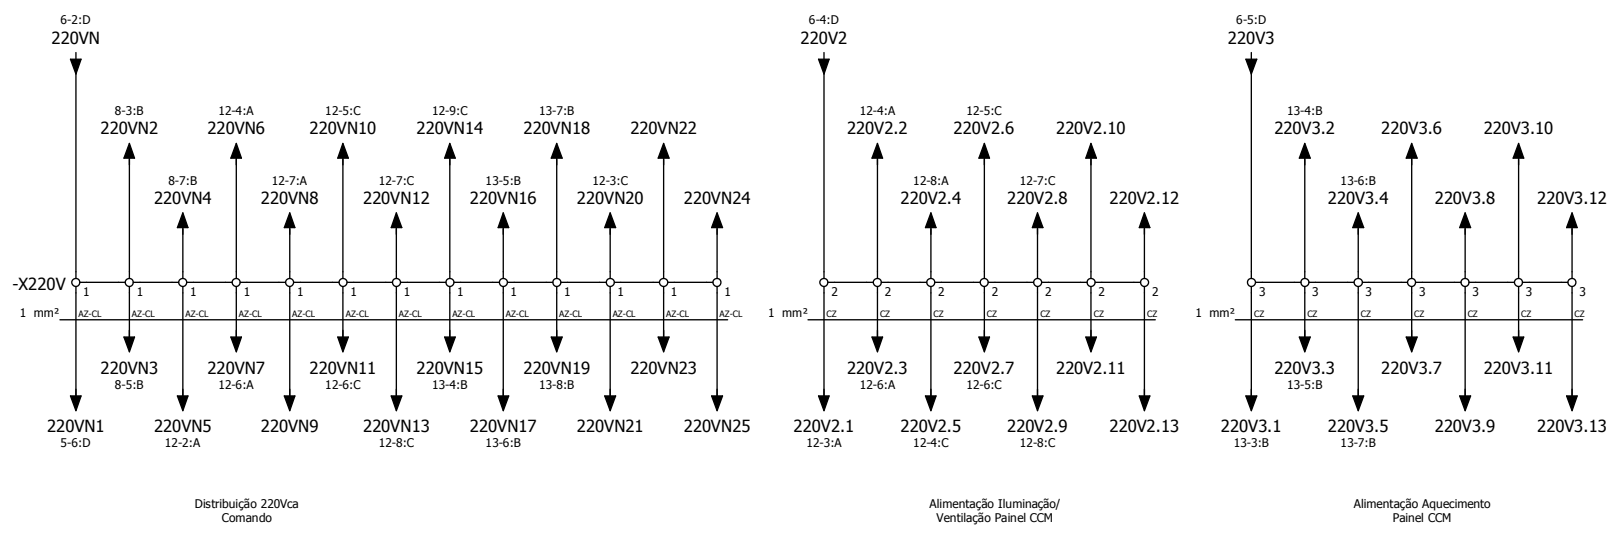 6-2:D
220VN
6-4:D
220V2
6-5:D
220V3
8-3:B
220VN2
12-4:A
220VN6
12-5:C
220VN10
12-9:C
220VN14
13-7:B
220VN18
220VN22
12-4:A
220V2.2
12-5:C
220V2.6
220V2.10
13-4:B
220V3.2
220V3.6
220V3.10
8-7:B
220VN4
12-7:A
220VN8
12-7:C
220VN12
13-5:B
220VN16
12-3:C
220VN20
220VN24
12-8:A
220V2.4
12-7:C
220V2.8
220V2.12
13-6:B
220V3.4
220V3.8
220V3.12
-X220V
1 1 1 1 1 1 1 1 1 1 1 1 1
2 2 2 2 2 2 2
3 3 3 3 3 3 3
1 mm²
AZ-CL AZ-CL AZ-CL AZ-CL AZ-CL AZ-CL AZ-CL AZ-CL AZ-CL AZ-CL AZ-CL AZ-CL AZ-CL
1 mm²
CZ CZ CZ CZ CZ CZ CZ
1 mm²
CZ CZ CZ CZ CZ CZ CZ
220VN3
8-5:B
220VN7
12-6:A
220VN11
12-6:C
220VN15
13-4:B
220VN19
13-8:B
220VN23
220V2.3
12-6:A
220V2.7
12-6:C
220V2.11
220V3.3
13-5:B
220V3.7
220V3.11
220VN1
5-6:D
220VN5
12-2:A
220VN9
220VN13
12-8:C
220VN17
13-6:B
220VN21
220VN25
220V2.1
12-3:A
220V2.5
12-4:C
220V2.9
12-8:C
220V2.13
220V3.1
13-3:B
220V3.5
13-7:B
220V3.9
220V3.13
Distribuição 220Vca
Comando
Alimentação Iluminação/
Ventilação Painel CCM
Alimentação Aquecimento
Painel CCM